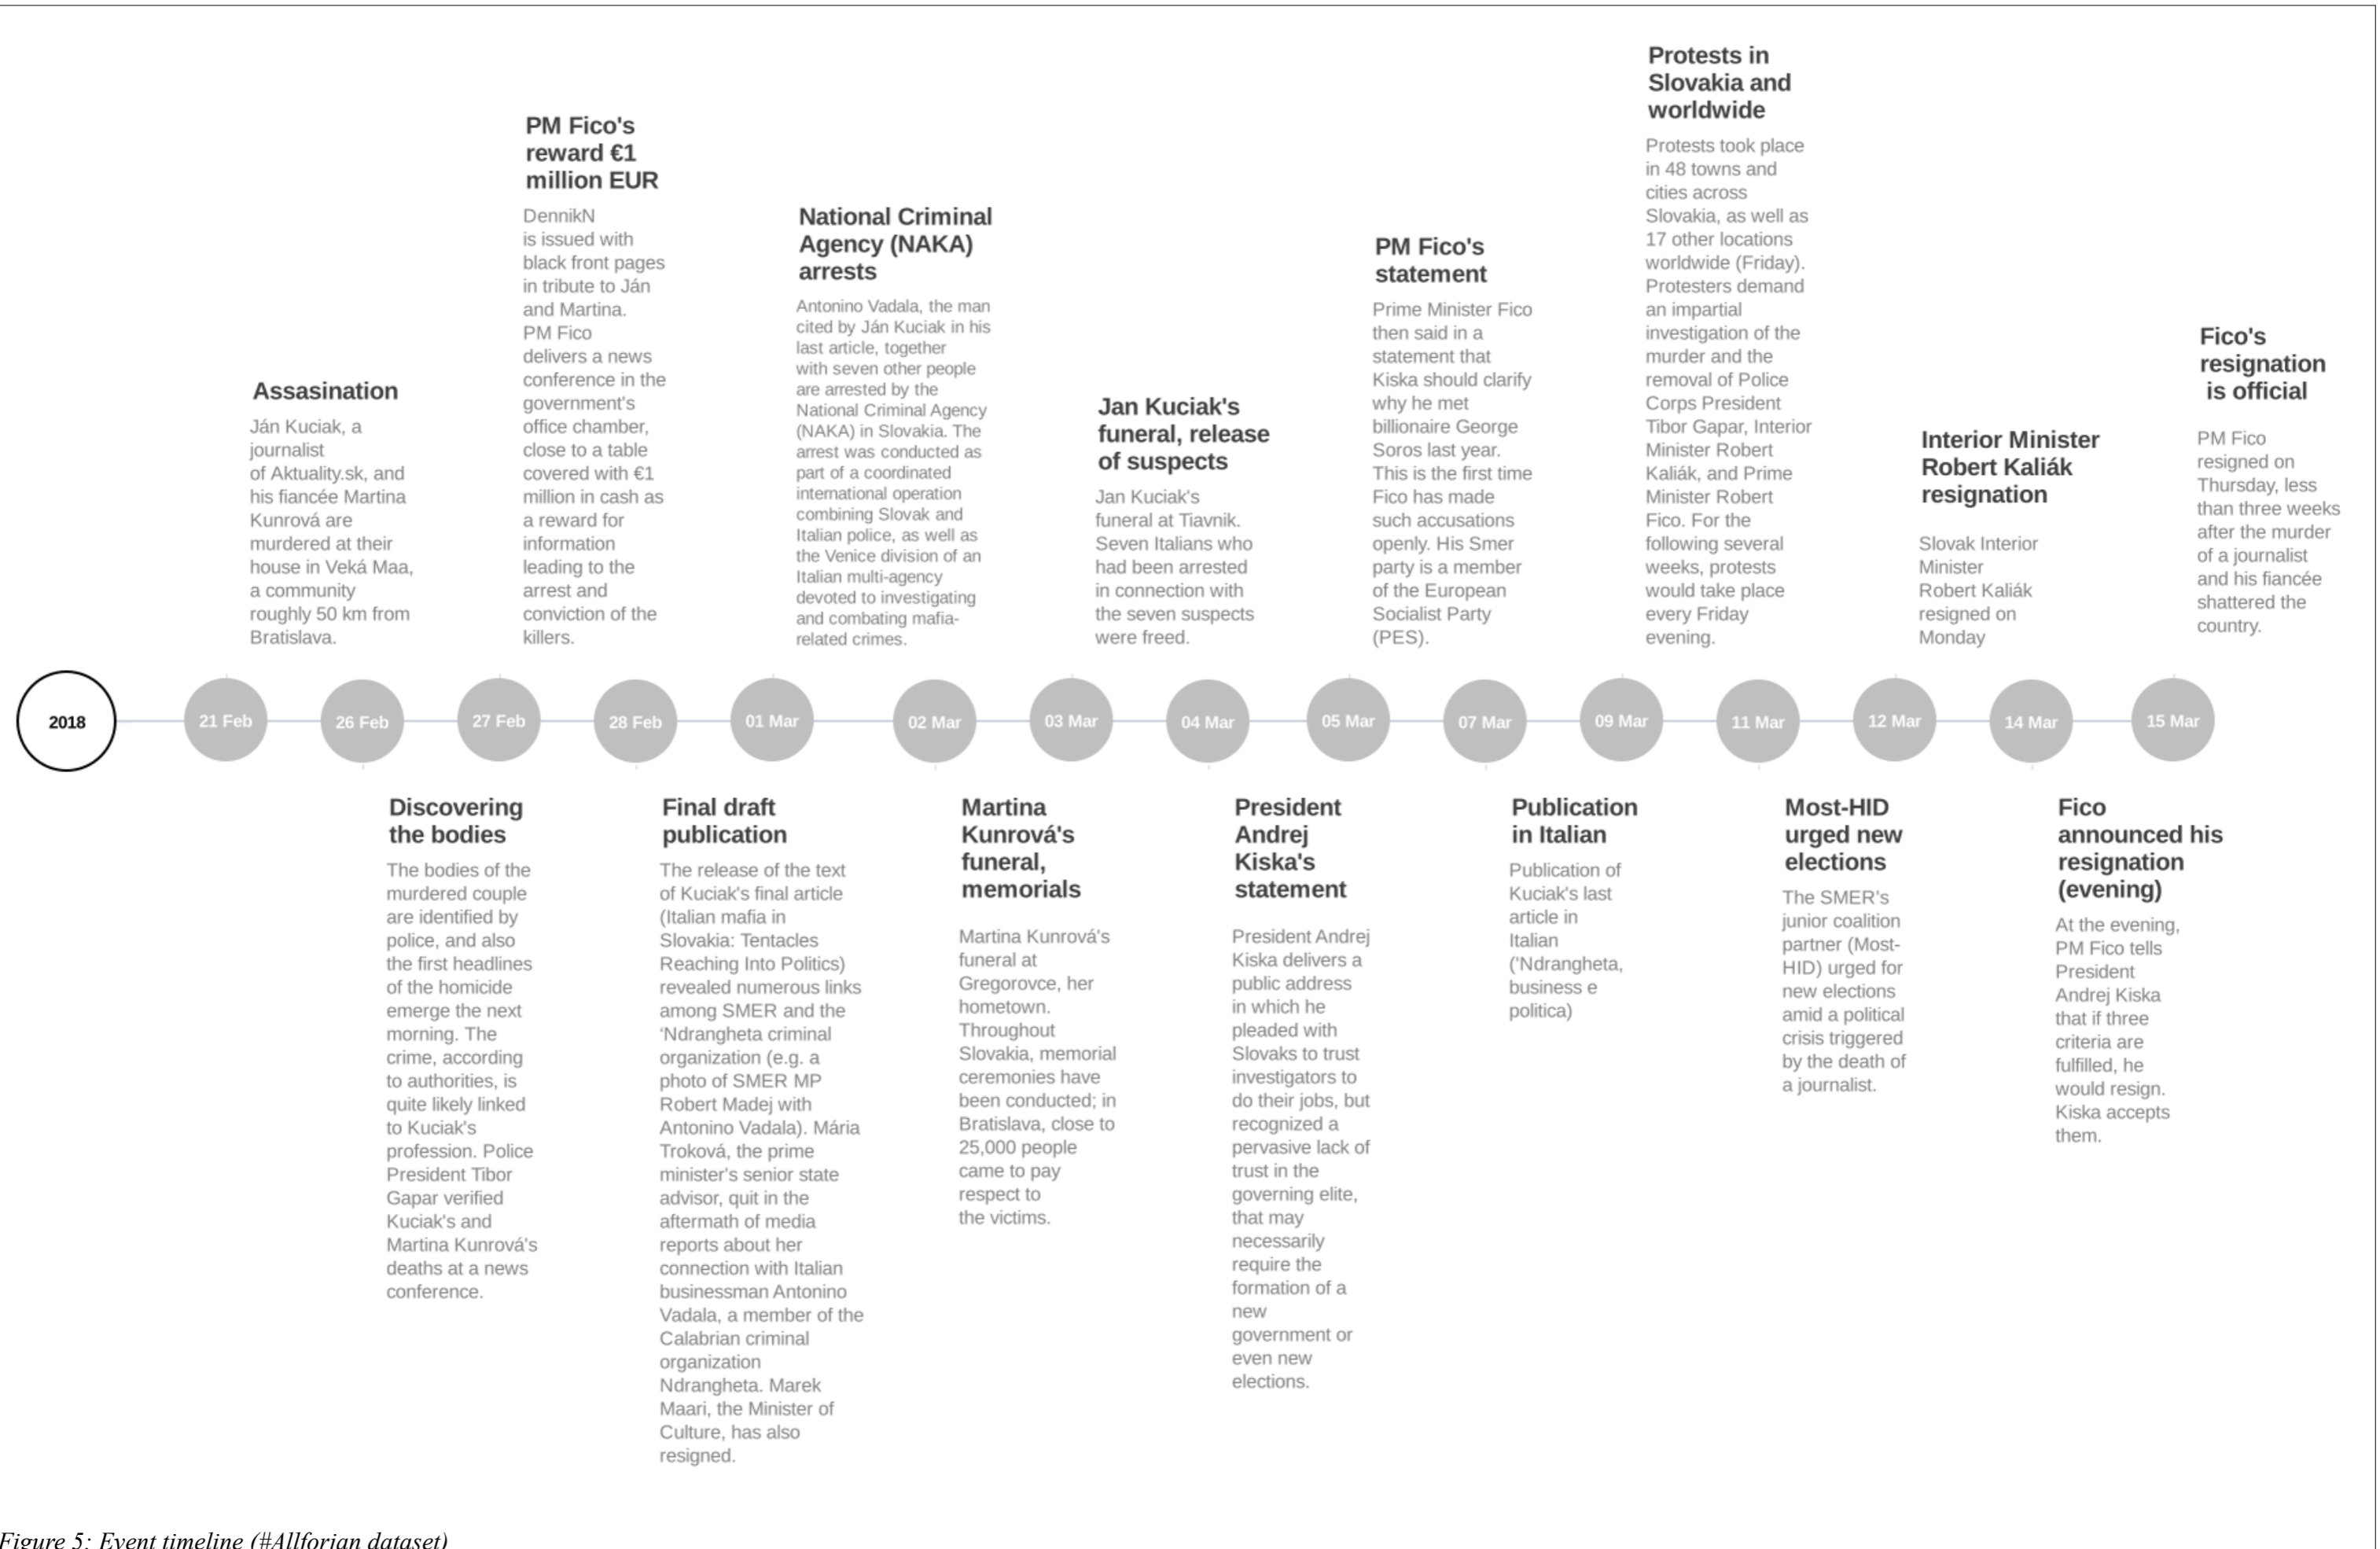 Protests in
Slovakia and
worldwide
Protests took place
in 48 towns and
cities across
Slovakia, as well as
17 other locations
worldwide (Friday).
Protesters demand
an impartial
investigation of the
murder and the
removal of Police
Corps President
Tibor Gapar, Interior
Minister Robert
Kaliák, and Prime
Minister Robert
Fico. For the
following several
weeks, protests
would take place
every Friday
evening.
PM Fico's
reward €1
million EUR
DennikN
is issued with
black front pages
in tribute to Ján
and Martina.
PM Fico
delivers a news
conference in the
government's
office chamber,
close to a table
covered with €1
million in cash as
a reward for
information
leading to the
arrest and
conviction of the
killers.
National Criminal
Agency (NAKA)
arrests
Antonino Vadala, the man
cited by Ján Kuciak in his
last article, together
with seven other people
are arrested by the
National Criminal Agency
(NAKA) in Slovakia. The
arrest was conducted as
part of a coordinated
international operation
combining Slovak and
Italian police, as well as
the Venice division of an
Italian multi-agency
devoted to investigating
and combating mafia-
related crimes.
PM Fico's
statement
Prime Minister Fico
then said in a
statement that
Kiska should clarify
why he met
billionaire George
Soros last year.
This is the first time
Fico has made
such accusations
openly. His Smer
party is a member
of the European
Socialist Party
(PES).
Fico's
resignation
is official
PM Fico
resigned on
Thursday, less
than three weeks
after the murder
of a journalist
and his fiancée
shattered the
country.
Assasination
Ján Kuciak, a
journalist
of Aktuality.sk, and
his fiancée Martina
Kunrová are
murdered at their
house in Veká Maa,
a community
roughly 50 km from
Bratislava.
Jan Kuciak's
funeral, release
of suspects
Jan Kuciak's
funeral at Tiavnik.
Seven Italians who
had been arrested
in connection with
the seven suspects
were freed.
Interior Minister
Robert Kaliák
resignation
Slovak Interior
Minister
Robert Kaliák
resigned on
Monday
2018
21 Feb
26 Feb
27 Feb
28 Feb
01 Mar
02 Mar
03 Mar
04 Mar
05 Mar
07 Mar
09 Mar
11 Mar
12 Mar
14 Mar
15 Mar
Discovering
the bodies
The bodies of the
murdered couple
are identified by
police, and also
the first headlines
of the homicide
emerge the next
morning. The
crime, according
to authorities, is
quite likely linked
to Kuciak's
profession. Police
President Tibor
Gapar verified
Kuciak's and
Martina Kunrová's
deaths at a news
conference.
Final draft
publication
The release of the text
of Kuciak's final article
(Italian mafia in
Slovakia: Tentacles
Reaching Into Politics)
revealed numerous links
among SMER and the
‘Ndrangheta criminal
organization (e.g. a
photo of SMER MP
Robert Madej with
Antonino Vadala). Mária
Troková, the prime
minister's senior state
advisor, quit in the
aftermath of media
reports about her
connection with Italian
businessman Antonino
Vadala, a member of the
Calabrian criminal
organization
Ndrangheta. Marek
Maari, the Minister of
Culture, has also
resigned.
Martina
Kunrová's
funeral,
memorials
Martina Kunrová's
funeral at
Gregorovce, her
hometown.
Throughout
Slovakia, memorial
ceremonies have
been conducted; in
Bratislava, close to
25,000 people
came to pay
respect to
the victims.
President
Andrej
Kiska's
statement
President Andrej
Kiska delivers a
public address
in which he
pleaded with
Slovaks to trust
investigators to
do their jobs, but
recognized a
pervasive lack of
trust in the
governing elite,
that may
necessarily
require the
formation of a
new
government or
even new
elections.
Publication
in Italian
Publication of
Kuciak's last
article in
Italian
('Ndrangheta,
business e
politica)
Most-HID
urged new
elections
The SMER's
junior coalition
partner (Most-
HID) urged for
new elections
amid a political
crisis triggered
by the death of
a journalist.
Fico
announced his
resignation
(evening)
At the evening,
PM Fico tells
President
Andrej Kiska
that if three
criteria are
fulfilled, he
would resign.
Kiska accepts
them.
Figure 5: Event timeline (#Allforjan dataset)